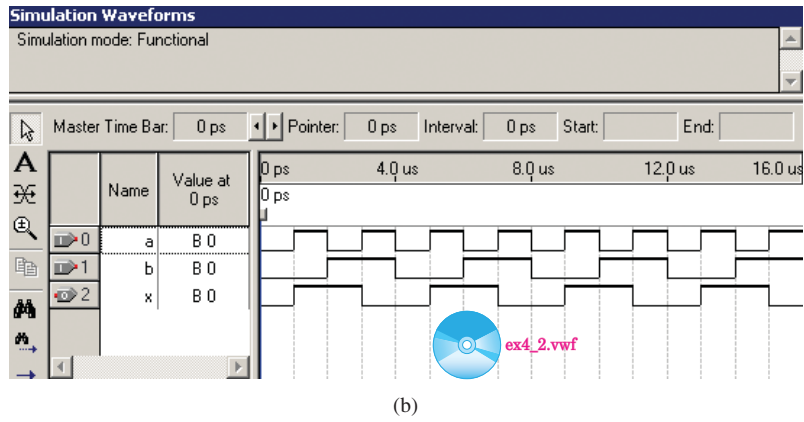 Simulation Waveforms
Simulation mode: Functional
Master Time Bar: 0 ps Pointer: 0 ps Interval: 0 ps Start: End:
A
Name Value at 0 ps
0 ps 4.0 us 8.0 us 12.0 us 16.0 us
0 ps
0 a B 0
1 b B 0
2 x B 0
ex4_2.vwf
(b)